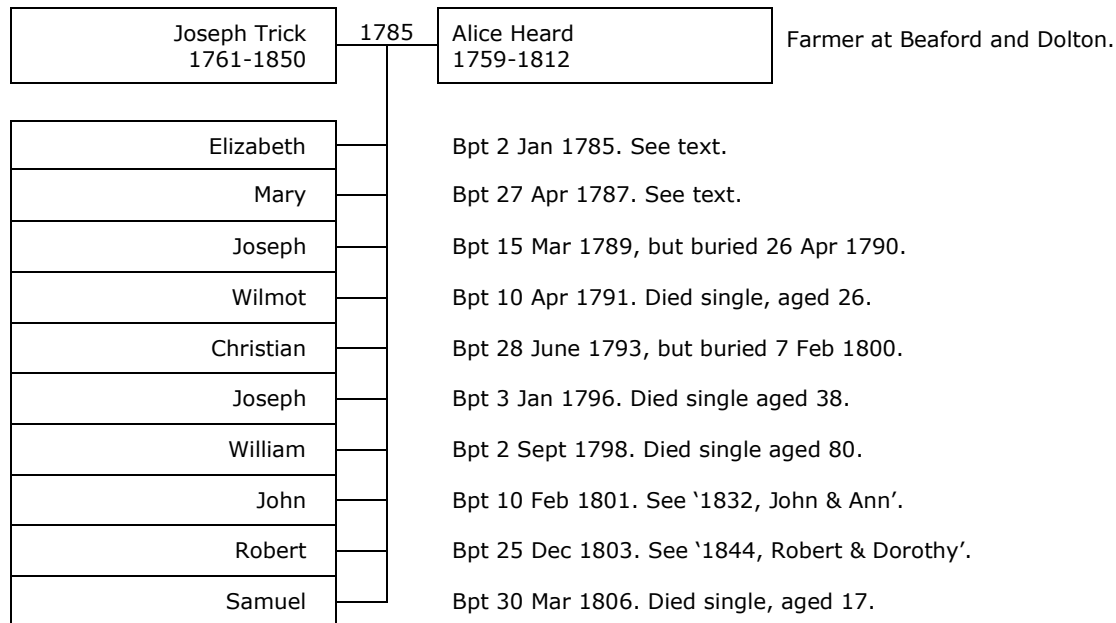 Joseph Trick 1785 Alice Heard Farmer at Beaford and Dolton.
1761-1850 1759-1812
Elizabeth Bpt 2 Jan 1785. See text.
Mary Bpt 27 Apr 1787. See text.
Joseph Bpt 15 Mar 1789, but buried 26 Apr 1790.
Wilmot Bpt 10 Apr 1791. Died single, aged 26.
Christian Bpt 28 June 1793, but buried 7 Feb 1800.
Joseph Bpt 3 Jan 1796. Died single aged 38.
William Bpt 2 Sept 1798. Died single aged 80.
John Bpt 10 Feb 1801. See ‘1832, John & Ann’.
Robert Bpt 25 Dec 1803. See ‘1844, Robert & Dorothy’.
Samuel Bpt 30 Mar 1806. Died single, aged 17.